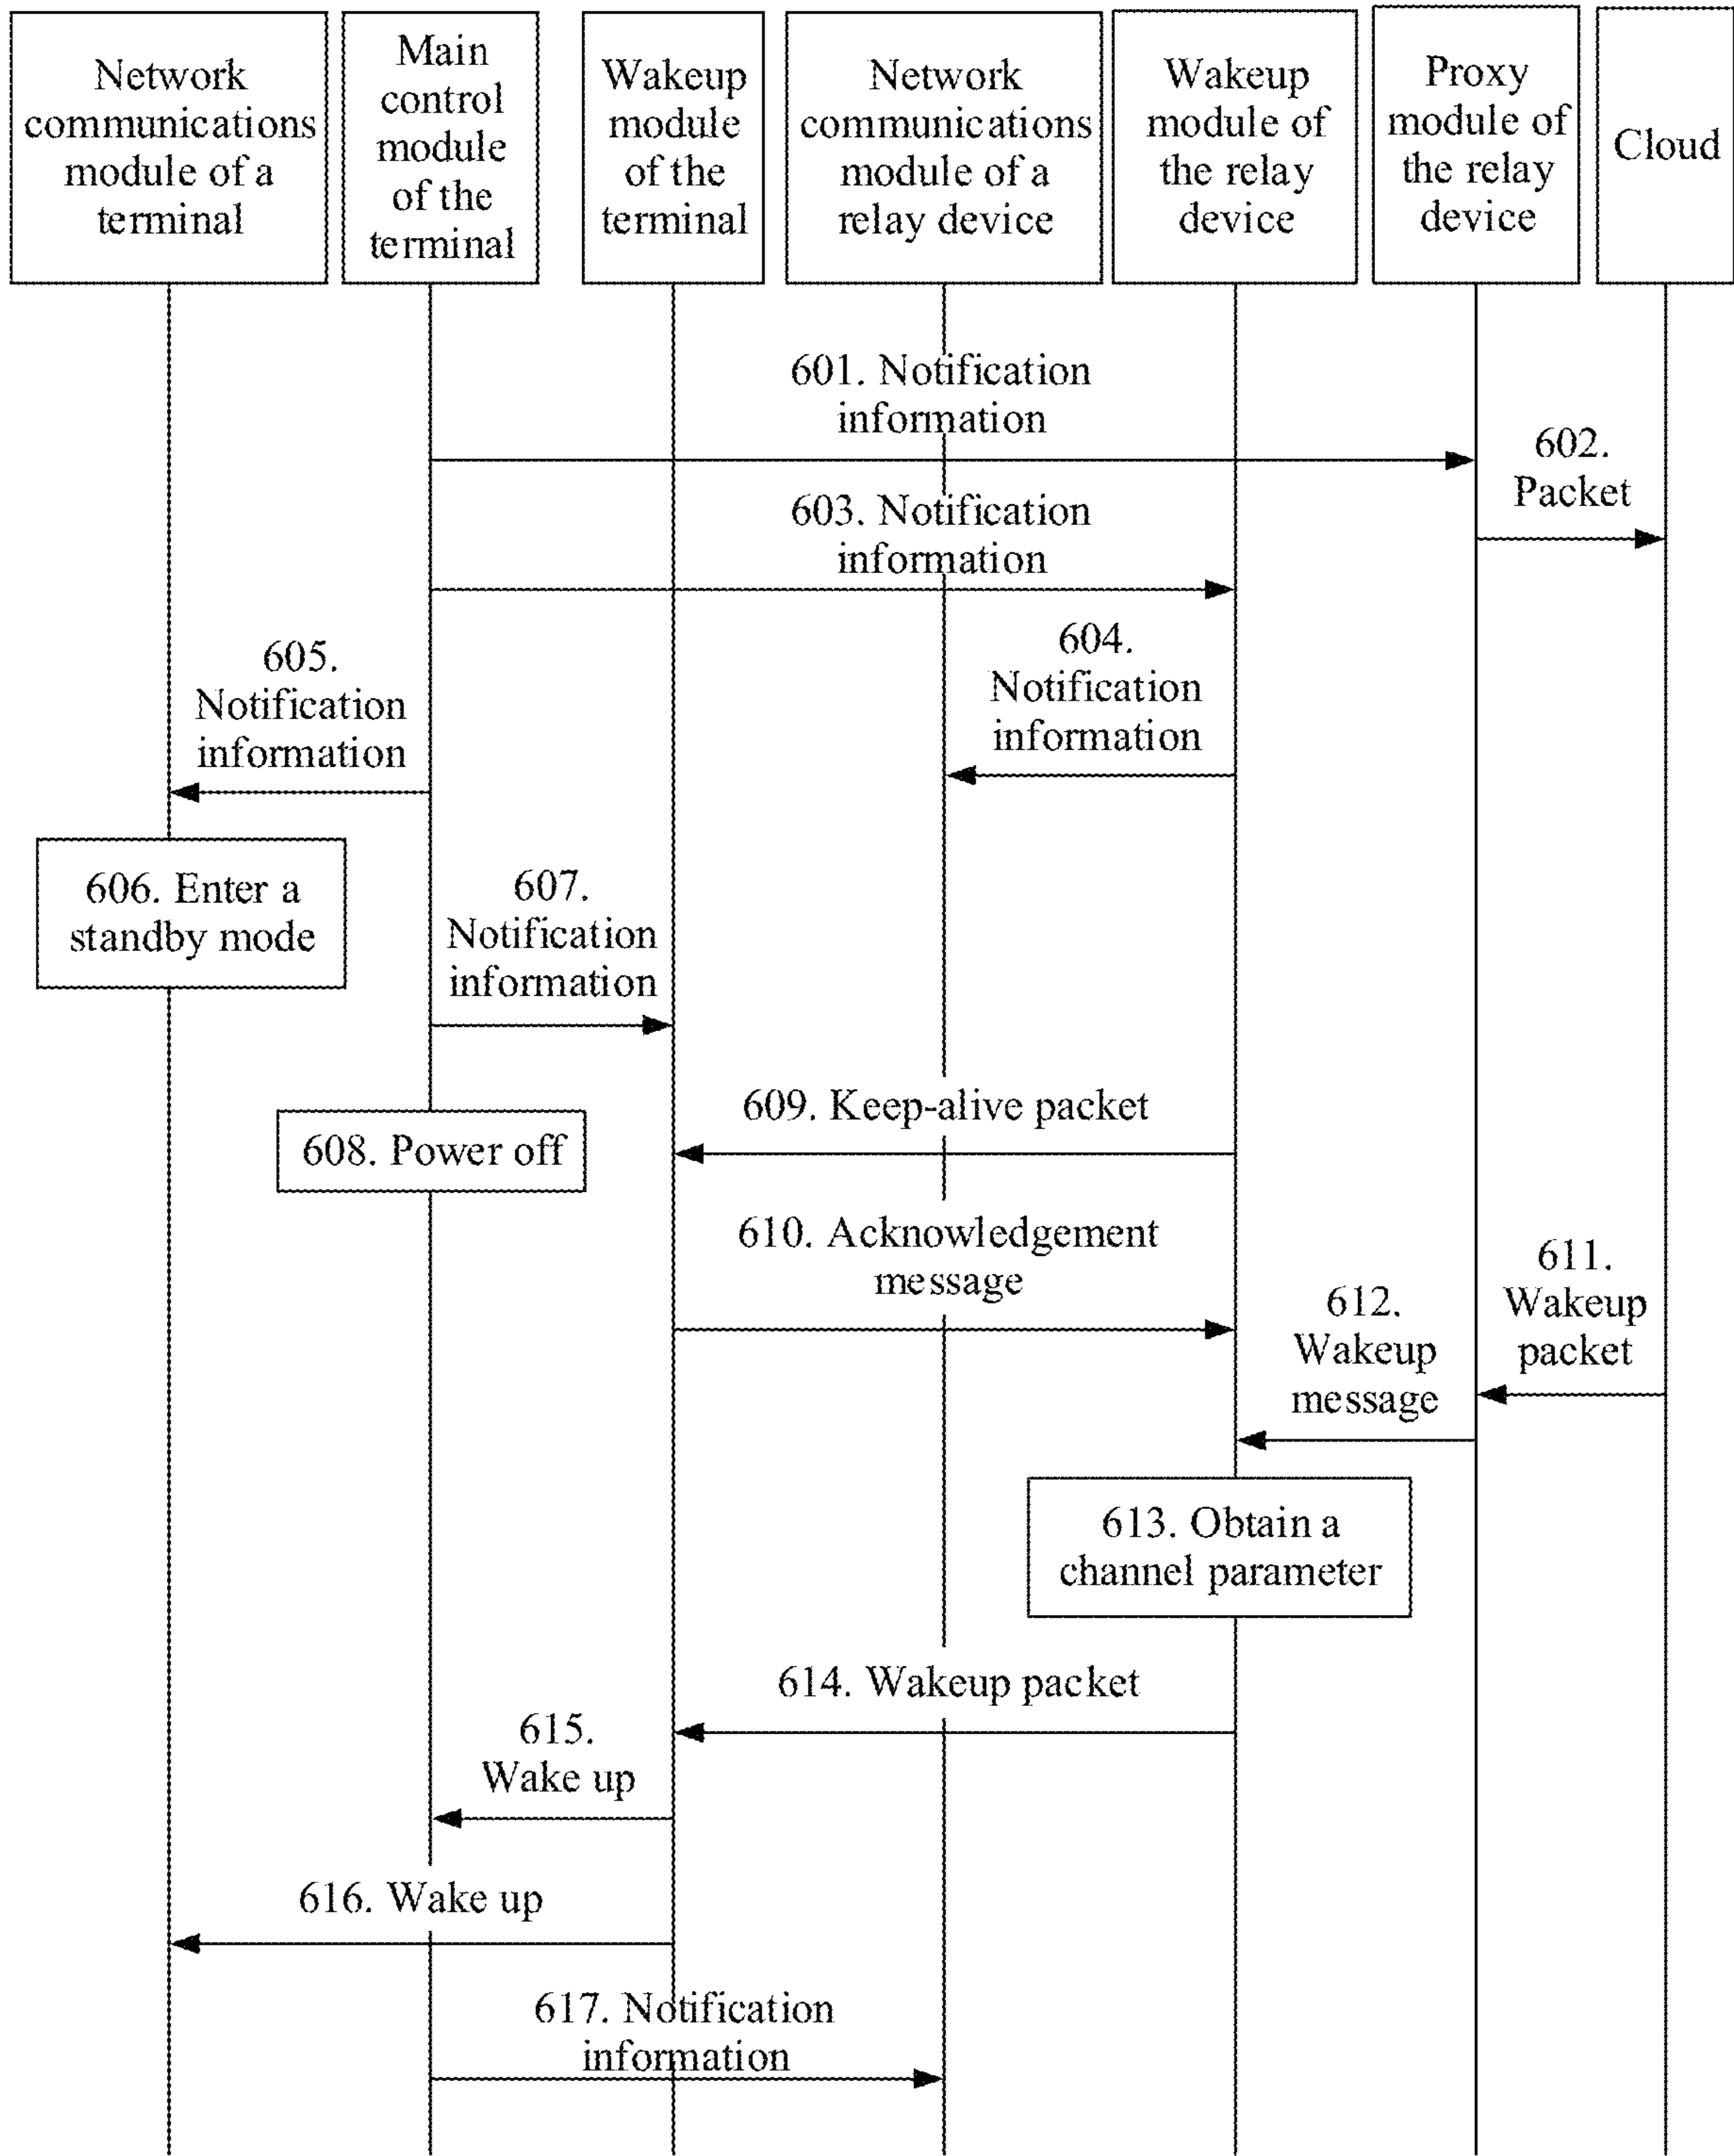 Network
communications
module of a
terminal
Main
control
module
of the
terminal
Wakeup
module
of the
terminal
Network
communications
module of a
relay device
Wakeup
module of
the relay
device
Proxy
module of
the relay
device
Cloud
601. Notification
information
602.
Packet
603. Notification
information
604.
Notification
information
605.
Notification
information
606. Enter a
standby mode
607.
Notification
information
608. Power off
609. Keep-alive packet
610. Acknowledgement
message
611.
Wakeup
packet
612.
Wakeup
message
613. Obtain a
channel parameter
614. Wakeup packet
615.
Wake up
616. Wake up
617. Notification
information